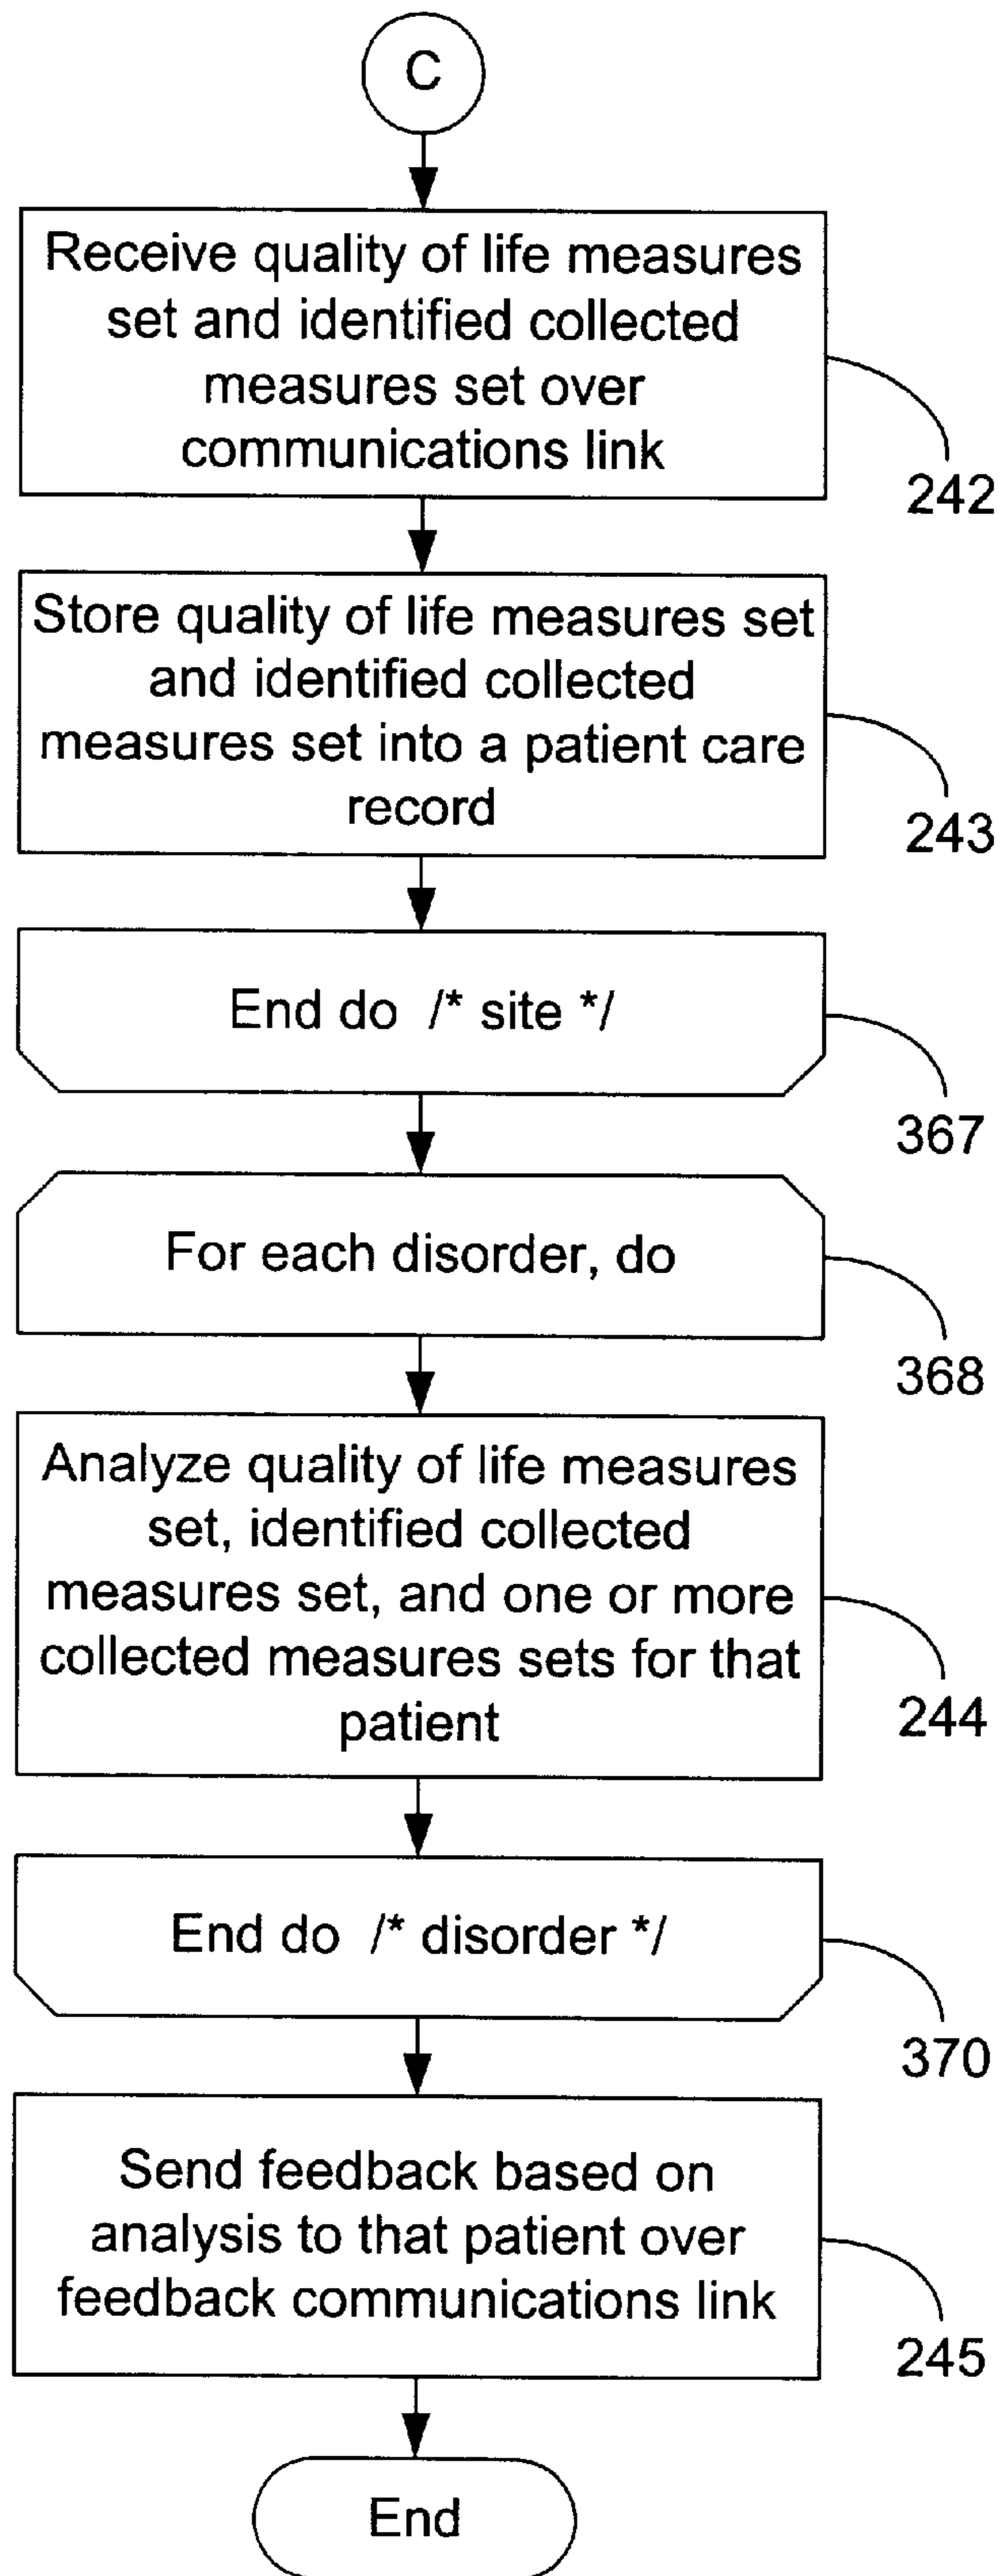 C
Receive quality of life measures
set and identified collected
measures set over
communications link
242
Store quality of life measures set
and identified collected
measures set into a patient care
record
243
End do /* site */
367
For each disorder, do
368
Analyze quality of life measures
set, identified collected
measures set, and one or more
collected measures sets for that
patient
244
End do /* disorder */
370
Send feedback based on
analysis to that patient over
feedback communications link
245
End